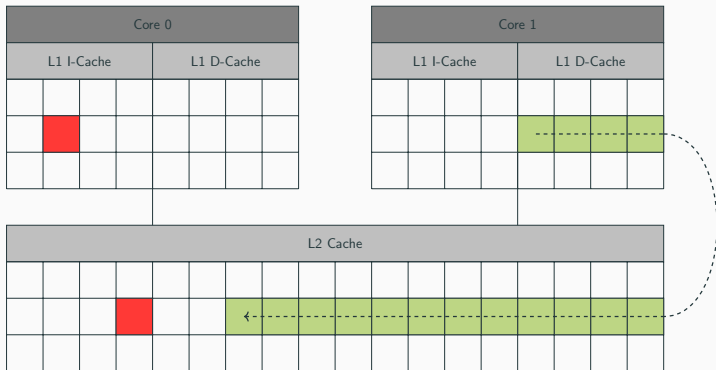 Core 0
Core 1
L1 I-Cache
L1 D-Cache
L1 I-Cache
L1 D-Cache
L2 Cache